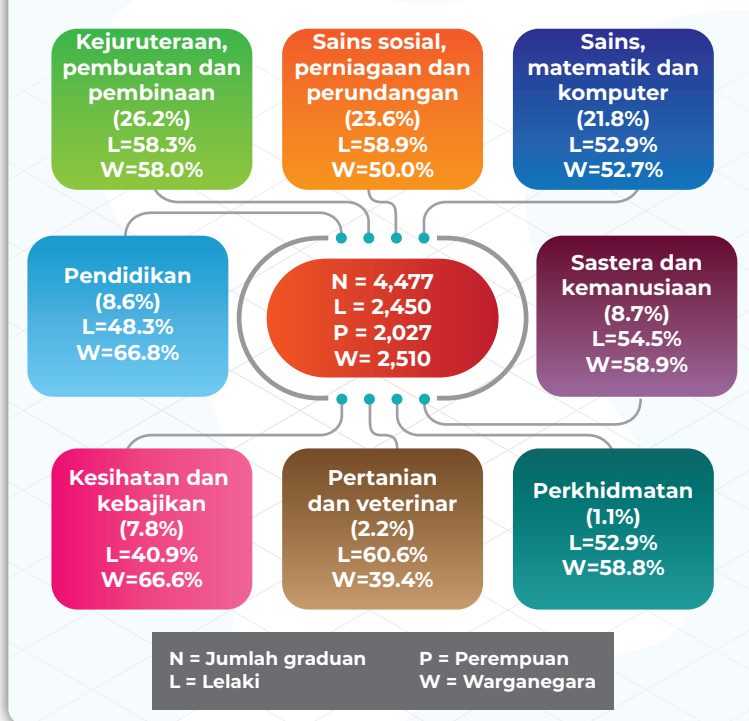 Kejuruteraan,
pembuatan dan
pembinaan
(26.2%)
L=58.3%
W=58.0%
Sains sosial,
perniagaan dan
perundangan
(23.6%)
L=58.9%
W=50.0%
Sains,
matematik dan
komputer
(21.8%)
L=52.9%
W=52.7%
Pendidikan
(8.6%)
L=48.3%
W=66.8%
N = 4,477
L = 2,450
P = 2,027
W= 2,510
Sastera dan
kemanusiaan
(8.7%)
L=54.5%
W=58.9%
Kesihatan dan
kebajikan
(7.8%)
L=40.9%
W=66.6%
Pertanian
dan veterinar
(2.2%)
L=60.6%
W=39.4%
Perkhidmatan
(1.1%)
L=52.9%
W=58.8%
N = Jumlah graduan
L = Lelaki
P = Perempuan
W = Warganegara